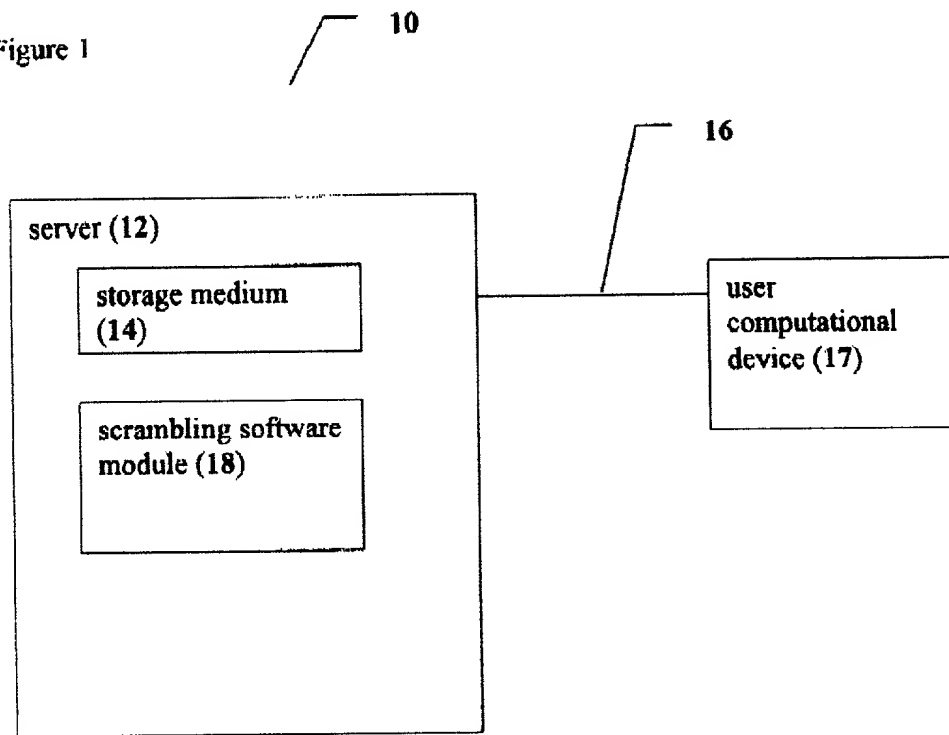 Figure 1
10
16
server (12)
storage medium
(14)
scrambling software
module (18)
user
computational
device (17)